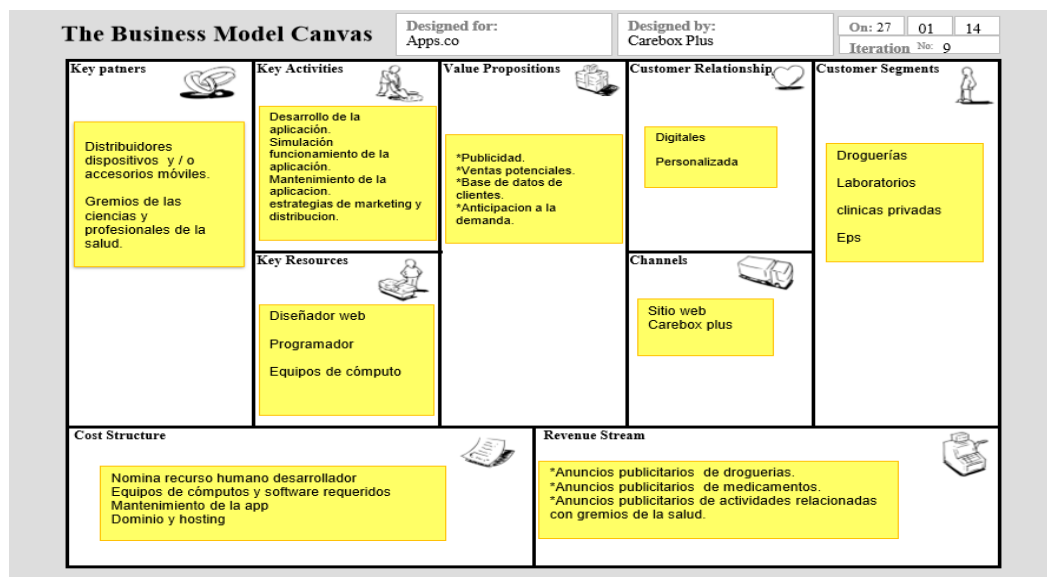 The Business Model Canvas
Designed for:
Apps.co
Designed by:
Carebox Plus
On: 27 01 14
Iteration No: 9
Key patners
Distribuidores
dispositivos y / o
accesorios móviles.
Gremios de las
ciencias y
profesionales de la
salud.
Key Activities
Desarrollo de la
aplicación.
Simulación
funcionamiento de la
aplicación.
Mantenimiento de la
aplicacion.
estrategias de marketing y
distribucion.
Key Resources
Diseñador web
Programador
Equipos de cómputo
Value Propositions
*Publicidad.
*Ventas potenciales.
*Base de datos de
clientes.
*Anticipacion a la
demanda.
Customer Relationship
Digitales
Personalizada
Channels
Sitio web
Carebox plus
Customer Segments
Droguerías
Laboratorios
clinicas privadas
Eps
Cost Structure
Nomina recurso humano desarrollador
Equipos de cómputos y software requeridos
Mantenimiento de la app
Dominio y hosting
Revenue Stream
*Anuncios publicitarios de droguerias.
*Anuncios publicitarios de medicamentos.
*Anuncios publicitarios de actividades relacionadas
con gremios de la salud.